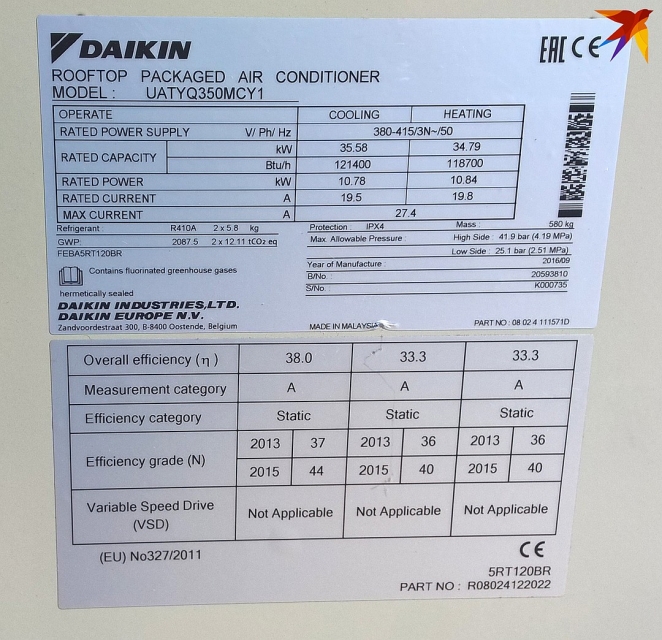 DAIKIN
EAC CE
ROOFTOP PACKAGED AIR CONDITIONER
MODEL : UATYQ350MCY1
OPERATE COOLING HEATING
RATED POWER SUPPLY V/ Ph/ Hz 380-415/3N~/50
RATED CAPACITY kW 35.58 34.79
Btu/h 121400 118700
RATED POWER kW 10.78 10.84
RATED CURRENT A 19.5 19.8
MAX CURRENT A 27.4
Refrigerant : R410A 2 x 5.8 kg
GWP: 2087.5 2 x 12.11 tCO2 eq
FEBA5RT120BR
Contains fluorinated greenhouse gases
hermetically sealed
DAIKIN INDUSTRIES,LTD.
DAIKIN EUROPE N.V.
Zandvoordestraat 300, B-8400 Oostende, Belgium
Protection : IPX4 Mass : 580 kg
Max. Allowable Pressure High Side : 41.9 bar (4.19 MPa)
Low Side : 25.1 bar (2.51 MPa)
Year of Manufacture : 2016/09
B/No. : 20593810
S/No. : K000735
MADE IN MALAYSIA PART NO : 08 02 4 111571D
Overall efficiency (η) 38.0 33.3 33.3
Measurement category A A A
Efficiency category Static Static Static
Efficiency grade (N) 2013 37 2013 36 2013 36
2015 44 2015 40 2015 40
Variable Speed Drive (VSD) Not Applicable Not Applicable Not Applicable
(EU) No327/2011
CE
5RT120BR
PART NO : R08024122022